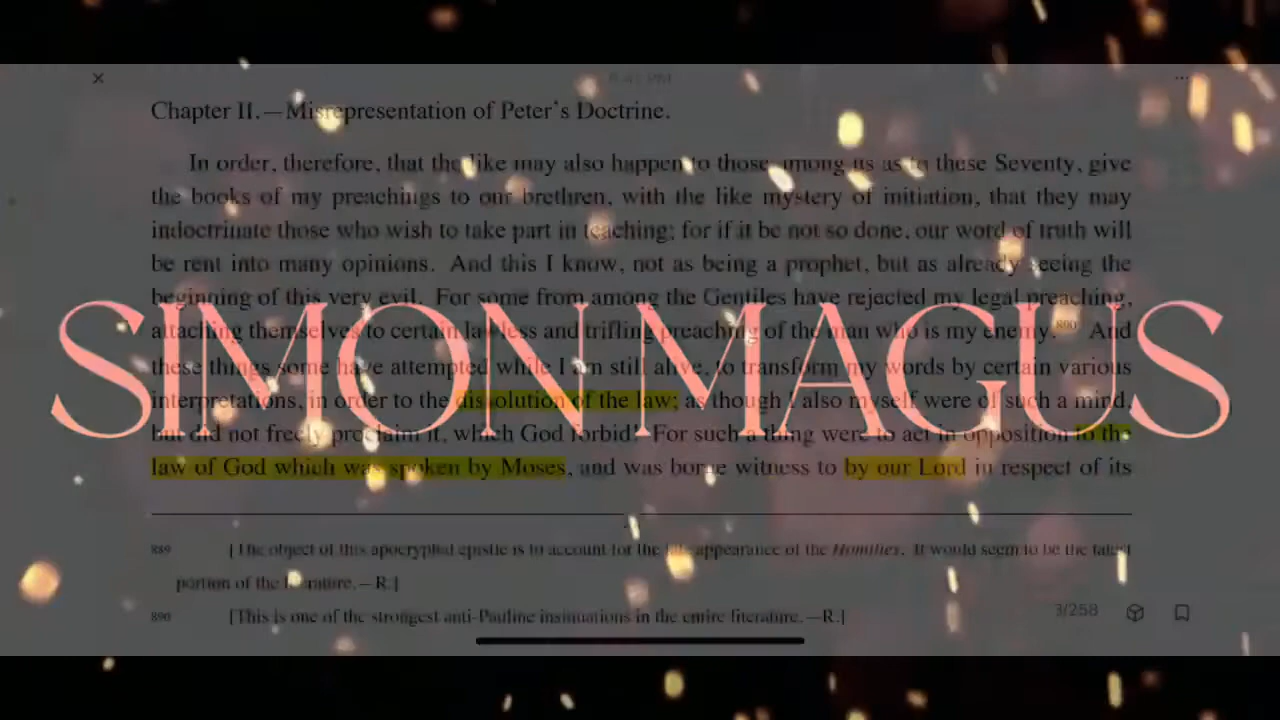 8:41 PM
Chapter II.—Misrepresentation of Peter's Doctrine.
In order, therefore, that the like may also happen to those among us as to these Seventy, give
the books of my preachings to our brethren, with the like mystery of initiation, that they may
indoctrinate those who wish to take part in teaching; for if it be not so done, our word of truth will
be rent into many opinions. And this I know, not as being a prophet, but as already seeing the
beginning of this very evil. For some from among the Gentiles have rejected my legal preaching,
attaching themselves to certain lawless and trifling preaching of the man who is my enemy.890 And
SIMON MAGUS
these things some have attempted while I am still alive, to transform my words by certain various
interpretations, in order to the dissolution of the law; as though I also myself were of such a mind,
but did not freely proclaim it, which God forbid! For such a thing were to act in opposition to the
law of God which was spoken by Moses, and was borne witness to by our Lord in respect of its
889 [The object of this apocryphal epistle is to account for the late appearance of the Homilies. It would seem to be the latest
portion of the literature.—R.]
890 [This is one of the strongest anti-Pauline insinuations in the entire literature.—R.]
3/258